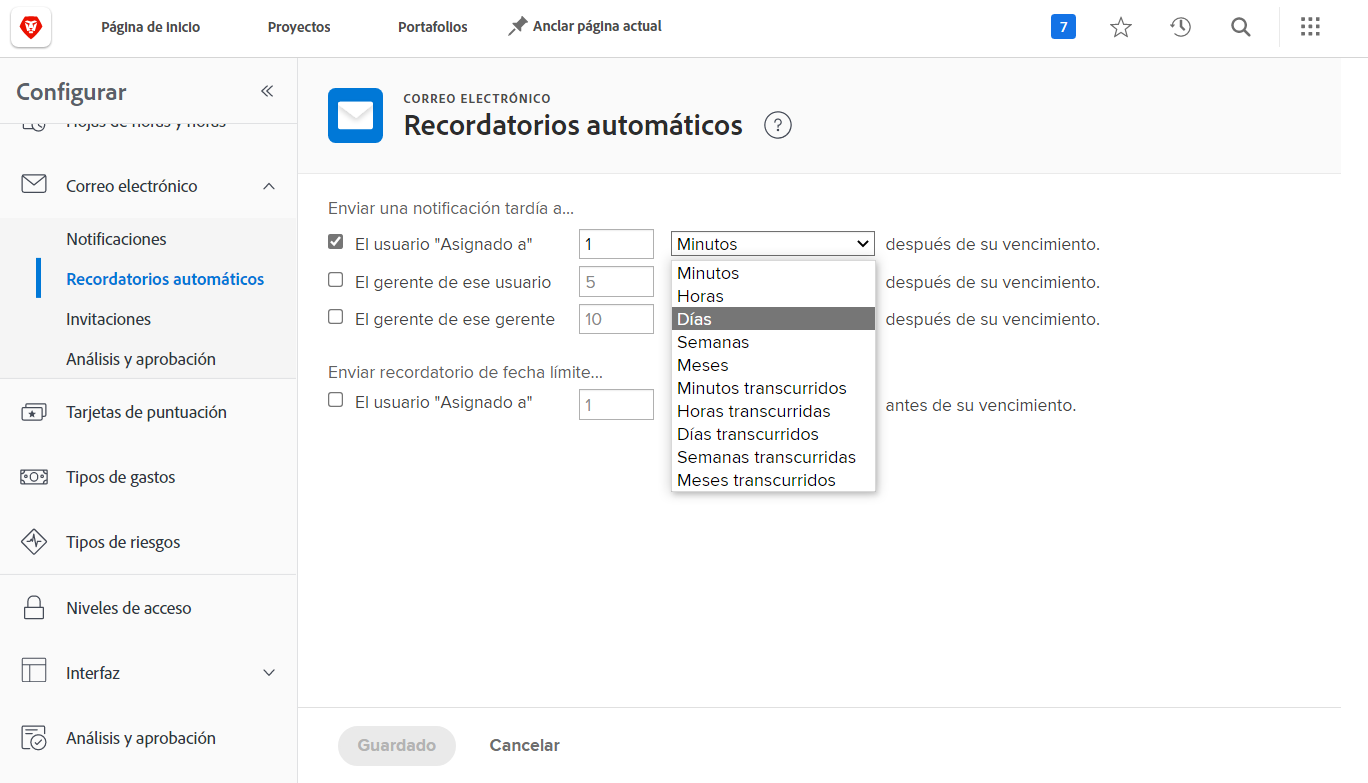 Página de inicio
Proyectos
Portafolios
Anclar página actual
7
Configurar
Hojas de horas y horas
Correo electrónico
Notificaciones
Recordatorios automáticos
Invitaciones
Análisis y aprobación
Tarjetas de puntuación
Tipos de gastos
Tipos de riesgos
Niveles de acceso
Interfaz
Análisis y aprobación
CORREO ELECTRÓNICO
Recordatorios automáticos ?
Enviar una notificación tardía a...
El usuario "Asignado a" 1 Minutos después de su vencimiento.
El gerente de ese usuario 5 después de su vencimiento.
El gerente de ese gerente 10 después de su vencimiento.
Minutos
Horas
Días
Semanas
Meses
Minutos transcurridos
Horas transcurridas
Días transcurridos
Semanas transcurridas
Meses transcurridos
Enviar recordatorio de fecha límite...
El usuario "Asignado a" 1 antes de su vencimiento.
Guardado
Cancelar